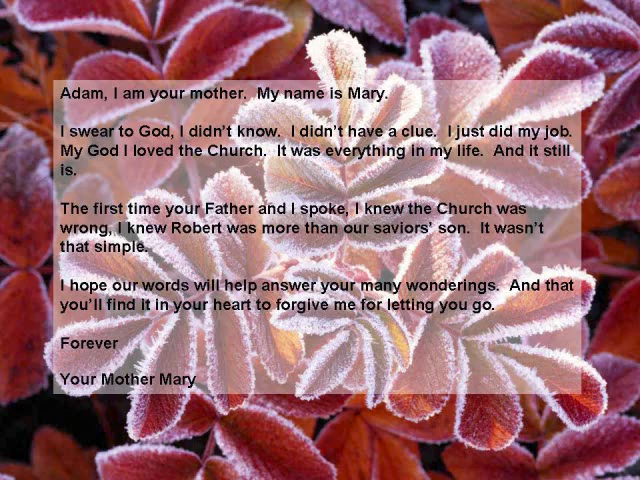 Adam, I am your mother.  My name is Mary.
I swear to God, I didn't know.  I didn't have a clue.  I just did my job.
My God I loved the Church.  It was everything in my life.  And it still
is.
The first time your Father and I spoke, I knew the Church was
wrong, I knew Robert was more than our saviors' son.  It wasn't
that simple.
I hope our words will help answer your many wonderings.  And that
you'll find it in your heart to forgive me for letting you go.
Forever
Your Mother Mary